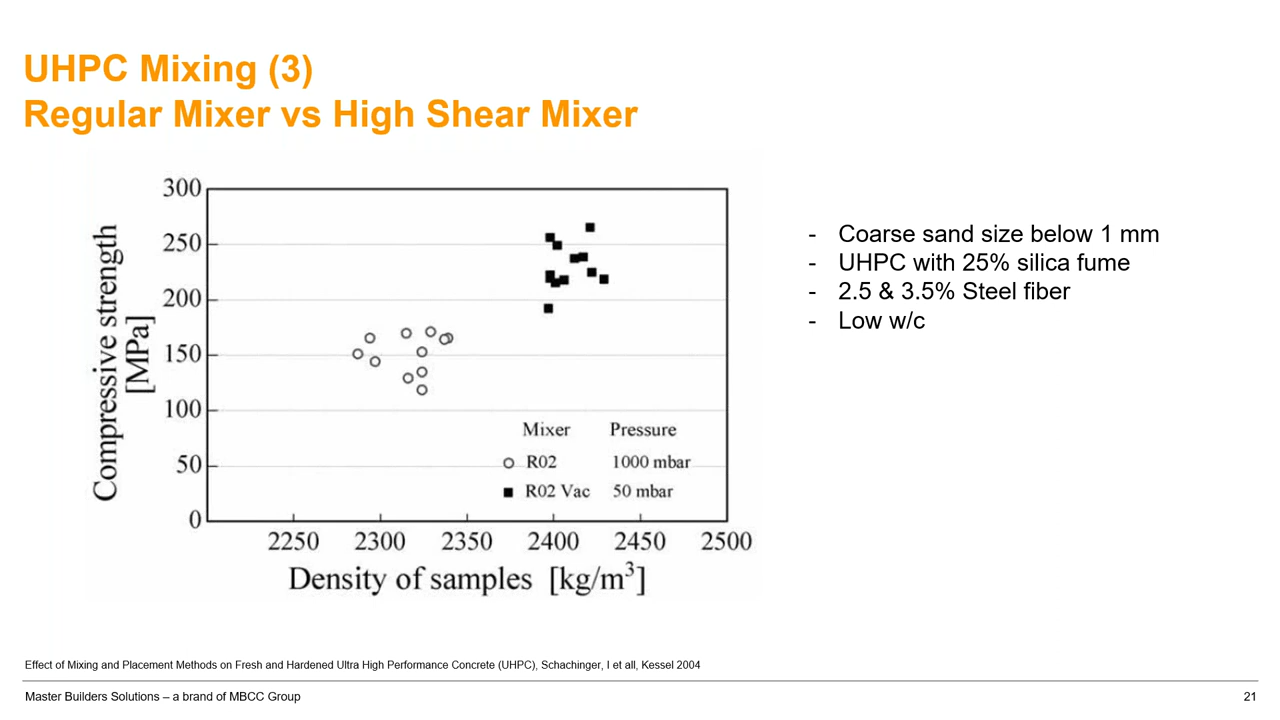 UHPC Mixing (3)
Regular Mixer vs High Shear Mixer
300
250
200
150
100
50
0
Compressive strength
[MPa]
Mixer Pressure
R02 1000 mbar
R02 Vac 50 mbar
2250 2300 2350 2400 2450 2500
Density of samples [kg/m³]
- Coarse sand size below 1 mm
- UHPC with 25% silica fume
- 2.5 & 3.5% Steel fiber
- Low w/c
Effect of Mixing and Placement Methods on Fresh and Hardened Ultra High Performance Concrete (UHPC), Schachinger, I et all, Kessel 2004
Master Builders Solutions – a brand of MBCC Group
21